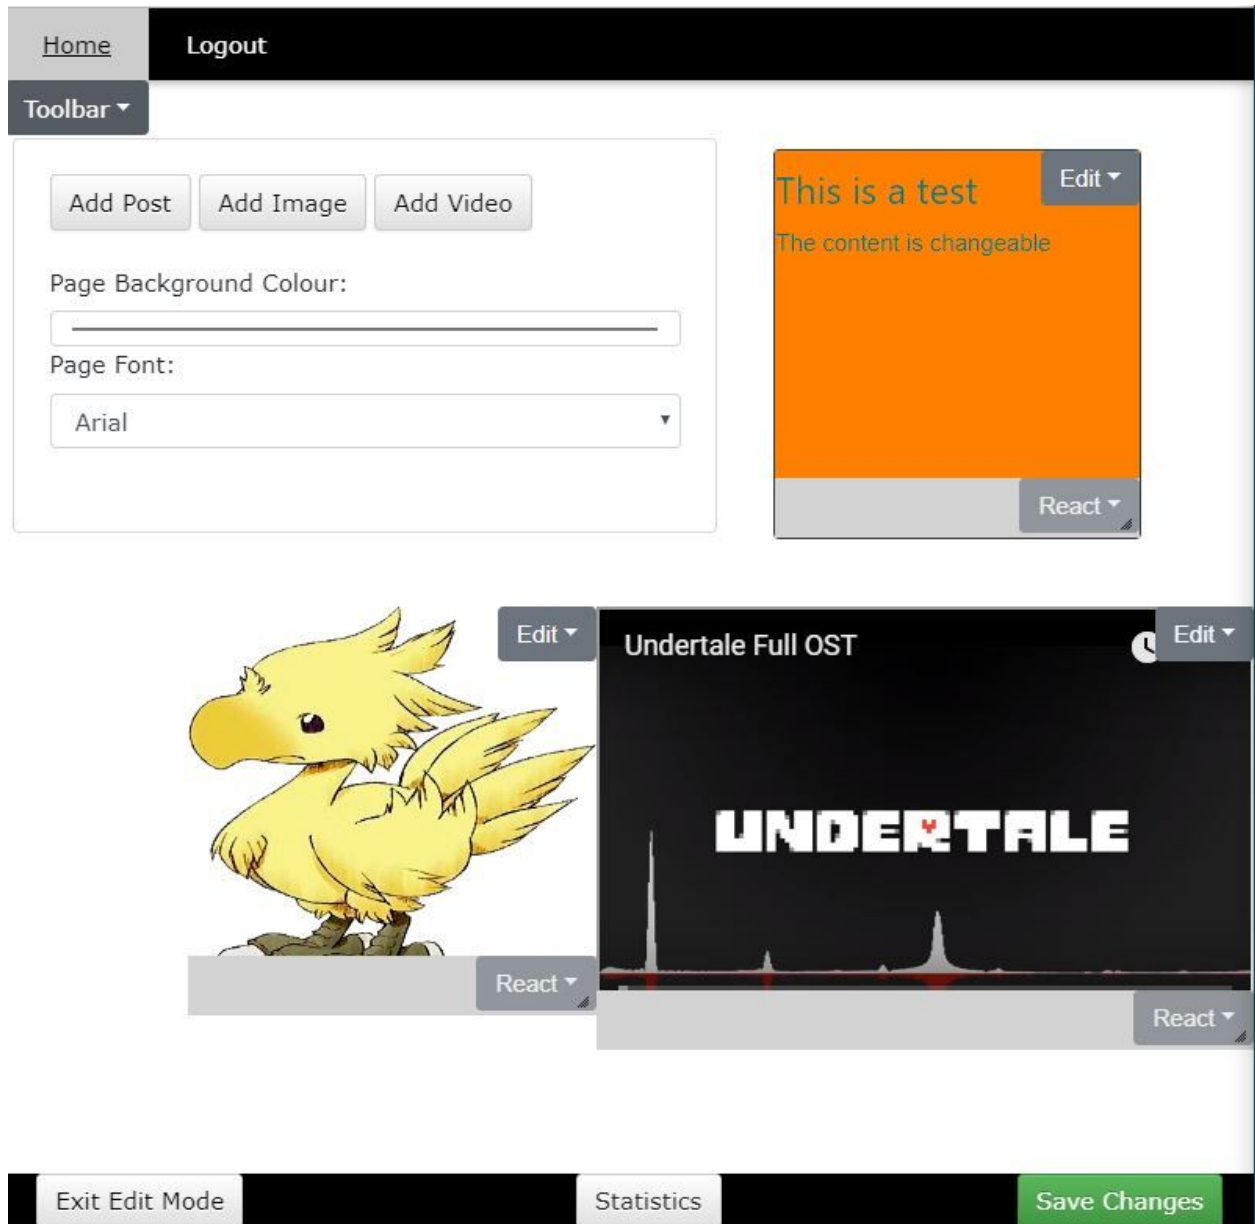 Home Logout
Toolbar
Add Post Add Image Add Video
Page Background Colour:
Page Font:
Arial
This is a test
Edit
The content is changeable
React
Edit
React
Undertale Full OST
Edit
UNDERTALE
React
Exit Edit Mode Statistics Save Changes